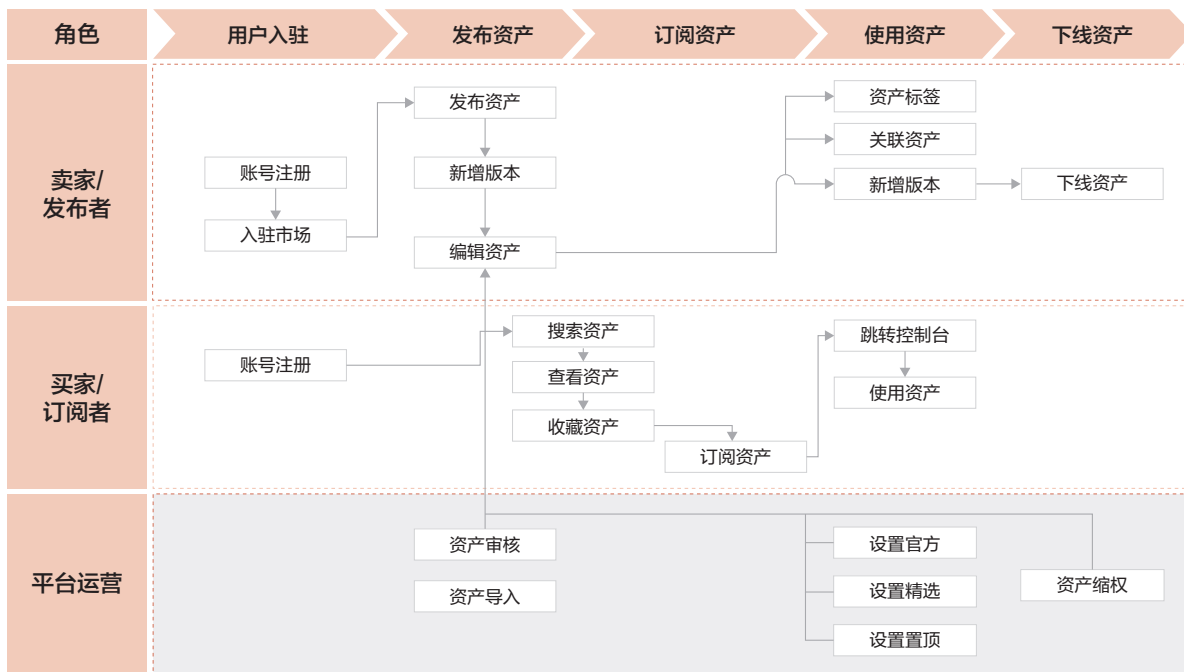 角色
用户入驻
发布资产
订阅资产
使用资产
下线资产
卖家/
发布者
账号注册
入驻市场
发布资产
新增版本
编辑资产
资产标签
关联资产
新增版本
下线资产
买家/
订阅者
账号注册
搜索资产
查看资产
收藏资产
订阅资产
跳转控制台
使用资产
平台运营
资产审核
资产导入
设置官方
设置精选
设置置顶
资产缩权